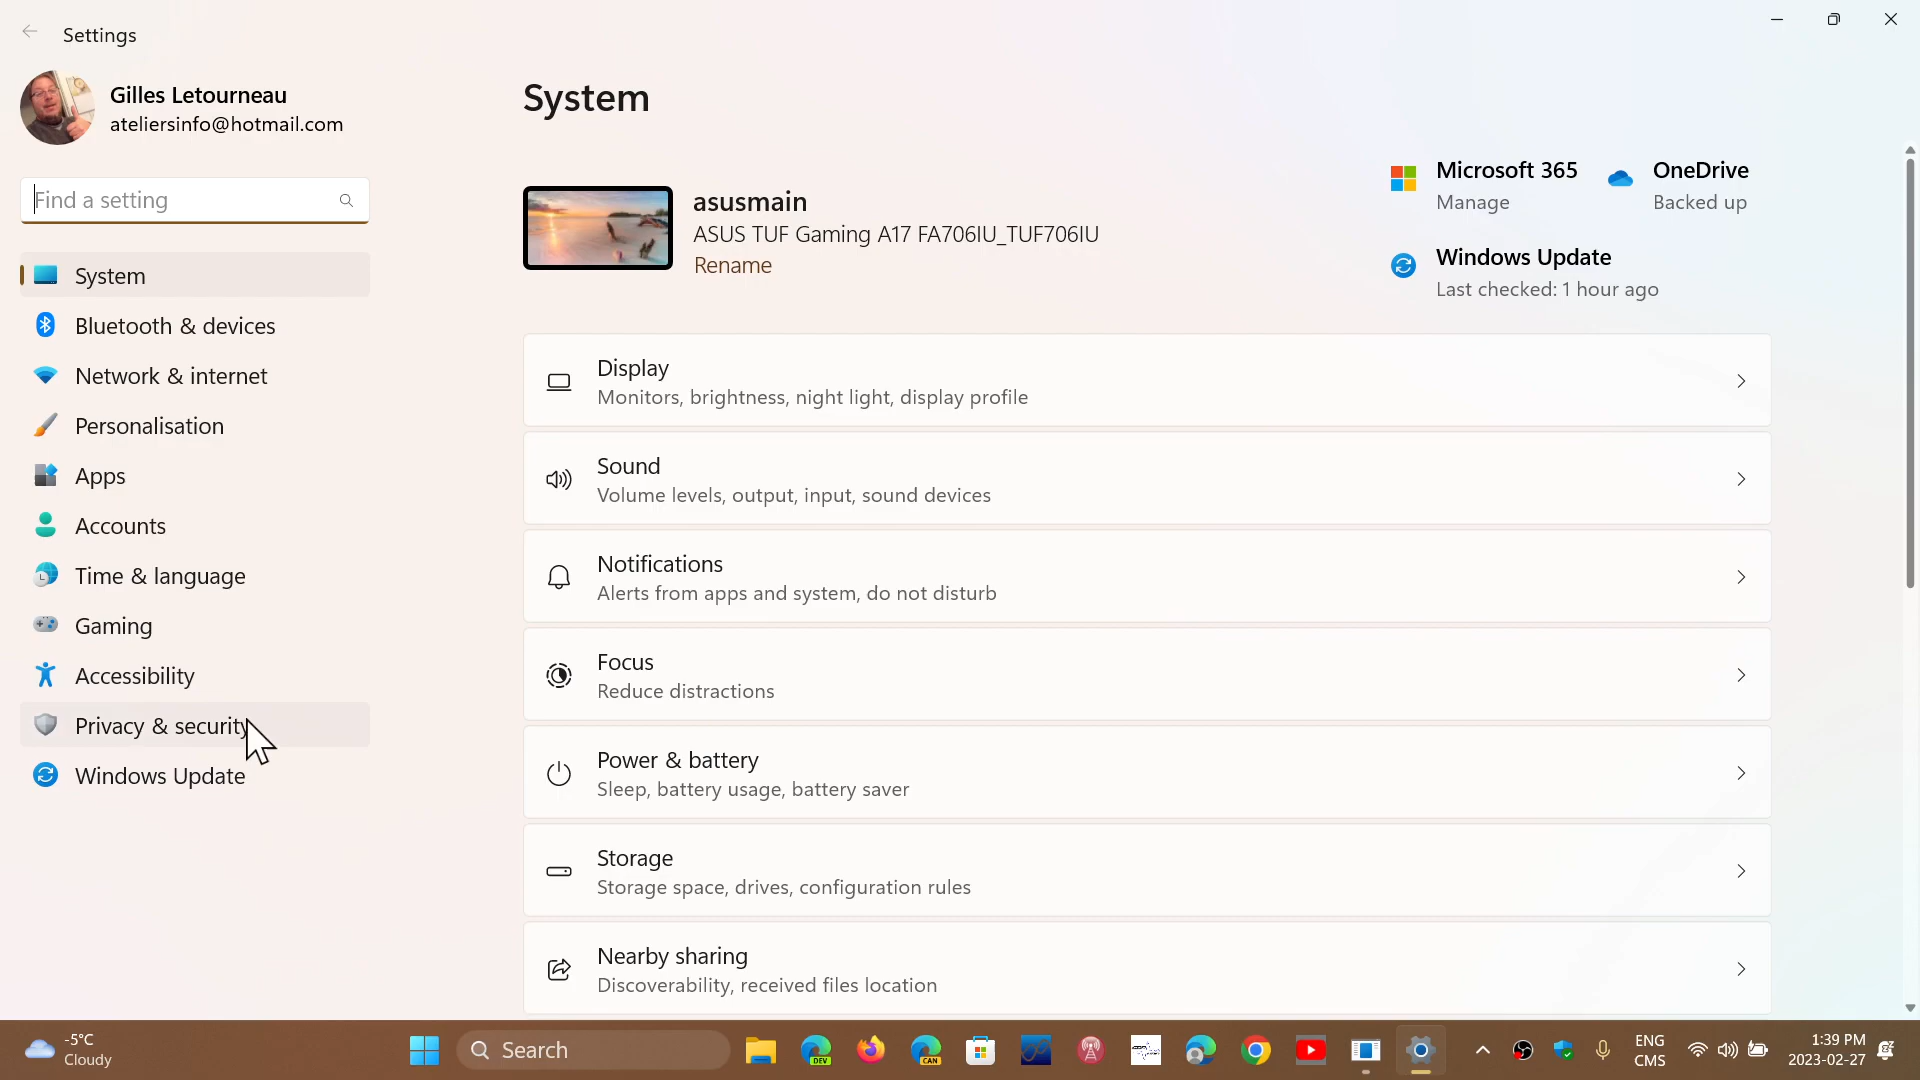 Settings
Gilles Letourneau
ateliersinfo@hotmail.com
Find a setting
System
Bluetooth & devices
Network & internet
Personalisation
Apps
Accounts
Time & language
Gaming
Accessibility
Privacy & security
Windows Update
System
asusmain
ASUS TUF Gaming A17 FA706IU_TUF706IU
Rename
Microsoft 365
Manage
OneDrive
Backed up
Windows Update
Last checked: 1 hour ago
Display
Monitors, brightness, night light, display profile
Sound
Volume levels, output, input, sound devices
Notifications
Alerts from apps and system, do not disturb
Focus
Reduce distractions
Power & battery
Sleep, battery usage, battery saver
Storage
Storage space, drives, configuration rules
Nearby sharing
Discoverability, received files location
-5°C
Cloudy
Search
DEV
CAN
ENG
CMS
1:39 PM
2023-02-27